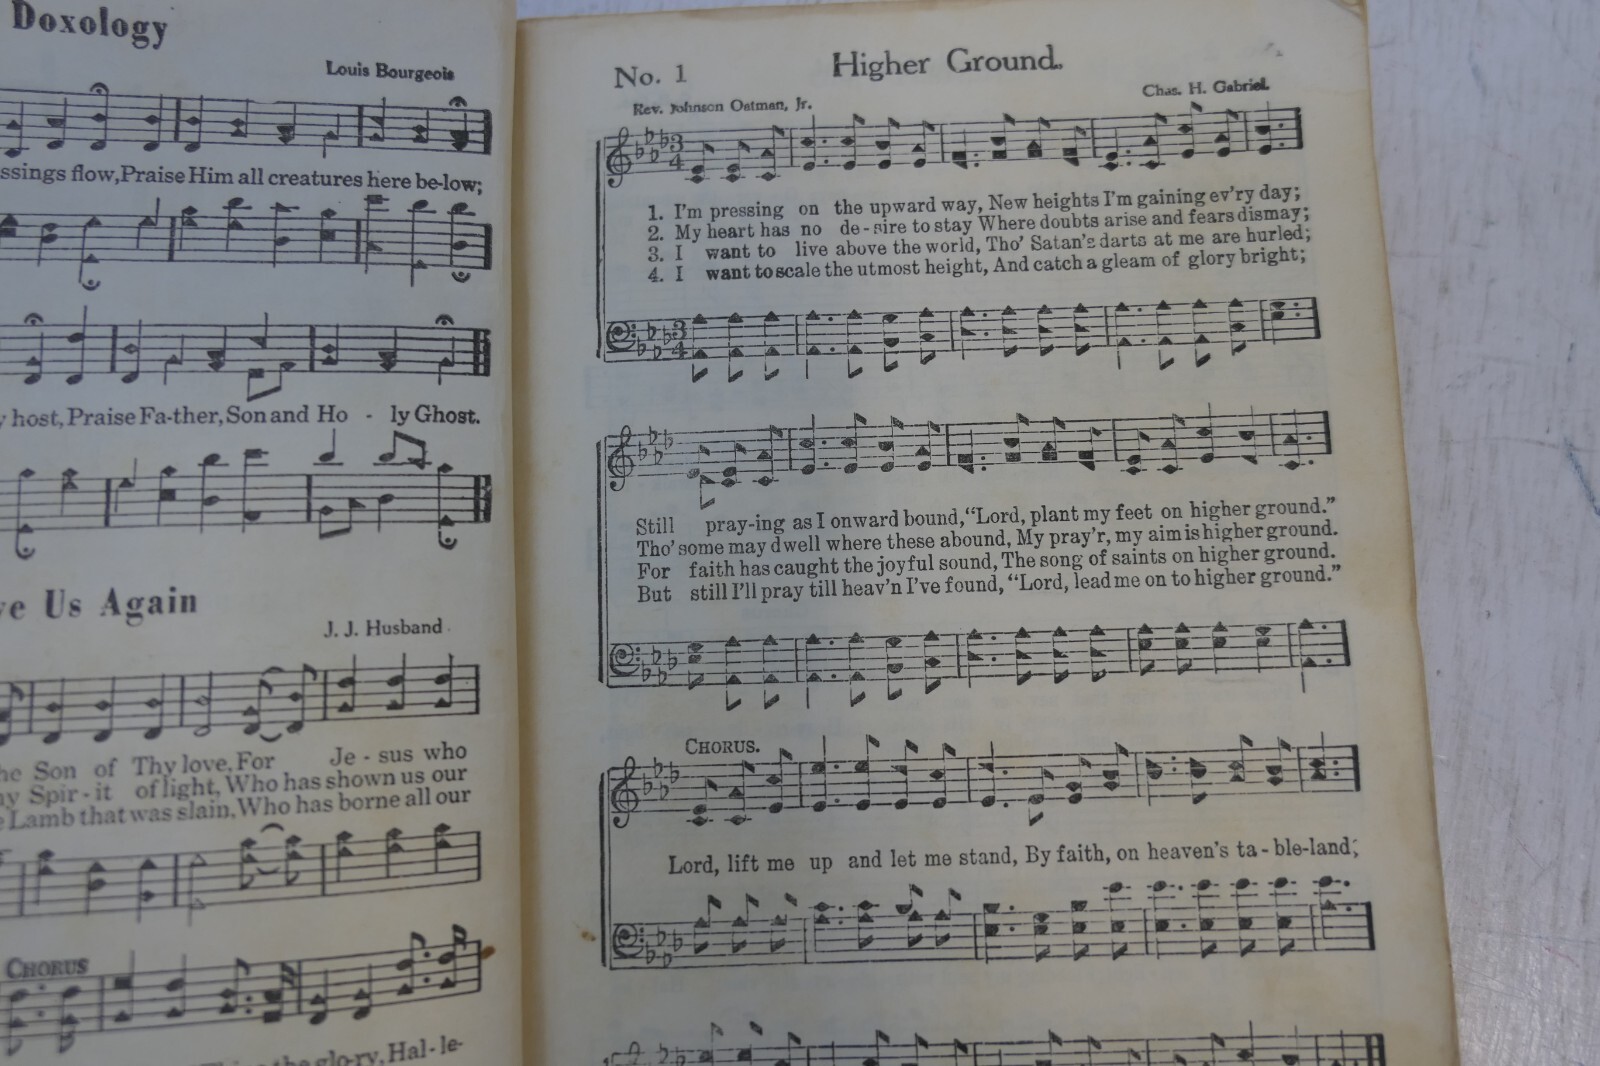 Doxology
Louis Bourgeois
ssings flow, Praise Him all creatures here be-low;
host, Praise Fa-ther, Son and Ho - ly Ghost.
Us Again
J. J. Husband
Son of Thy love, For Je - sus who
Spir - it of light, Who has shown us our
Lamb that was slain, Who has borne all our
CHORUS
the glo-ry, Hal - le-
No. 1
Higher Ground.
Rev. Johnson Oatman, Jr.
Chas. H. Gabriel.
3
4
1. I'm pressing on the upward way, New heights I'm gaining ev'ry day;
2. My heart has no de - sire to stay Where doubts arise and fears dismay;
3. I want to live above the world, Tho' Satan's darts at me are hurled;
4. I want to scale the utmost height, And catch a gleam of glory bright;
3
4
Still pray-ing as I onward bound, "Lord, plant my feet on higher ground."
Tho' some may dwell where these abound, My pray'r, my aim is higher ground.
For faith has caught the joyful sound, The song of saints on higher ground.
But still I'll pray till heav'n I've found, "Lord, lead me on to higher ground."
CHORUS.
Lord, lift me up and let me stand, By faith, on heaven's ta - ble-land;